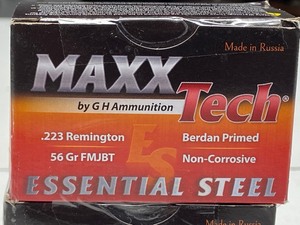 Made in Russia
MAXX
Tech®
by G H Ammunition
.223 Remington
Berdan Primed
56 Gr FMJBT
Non-Corrosive
ES
ESSENTIAL STEEL
Made in Russia